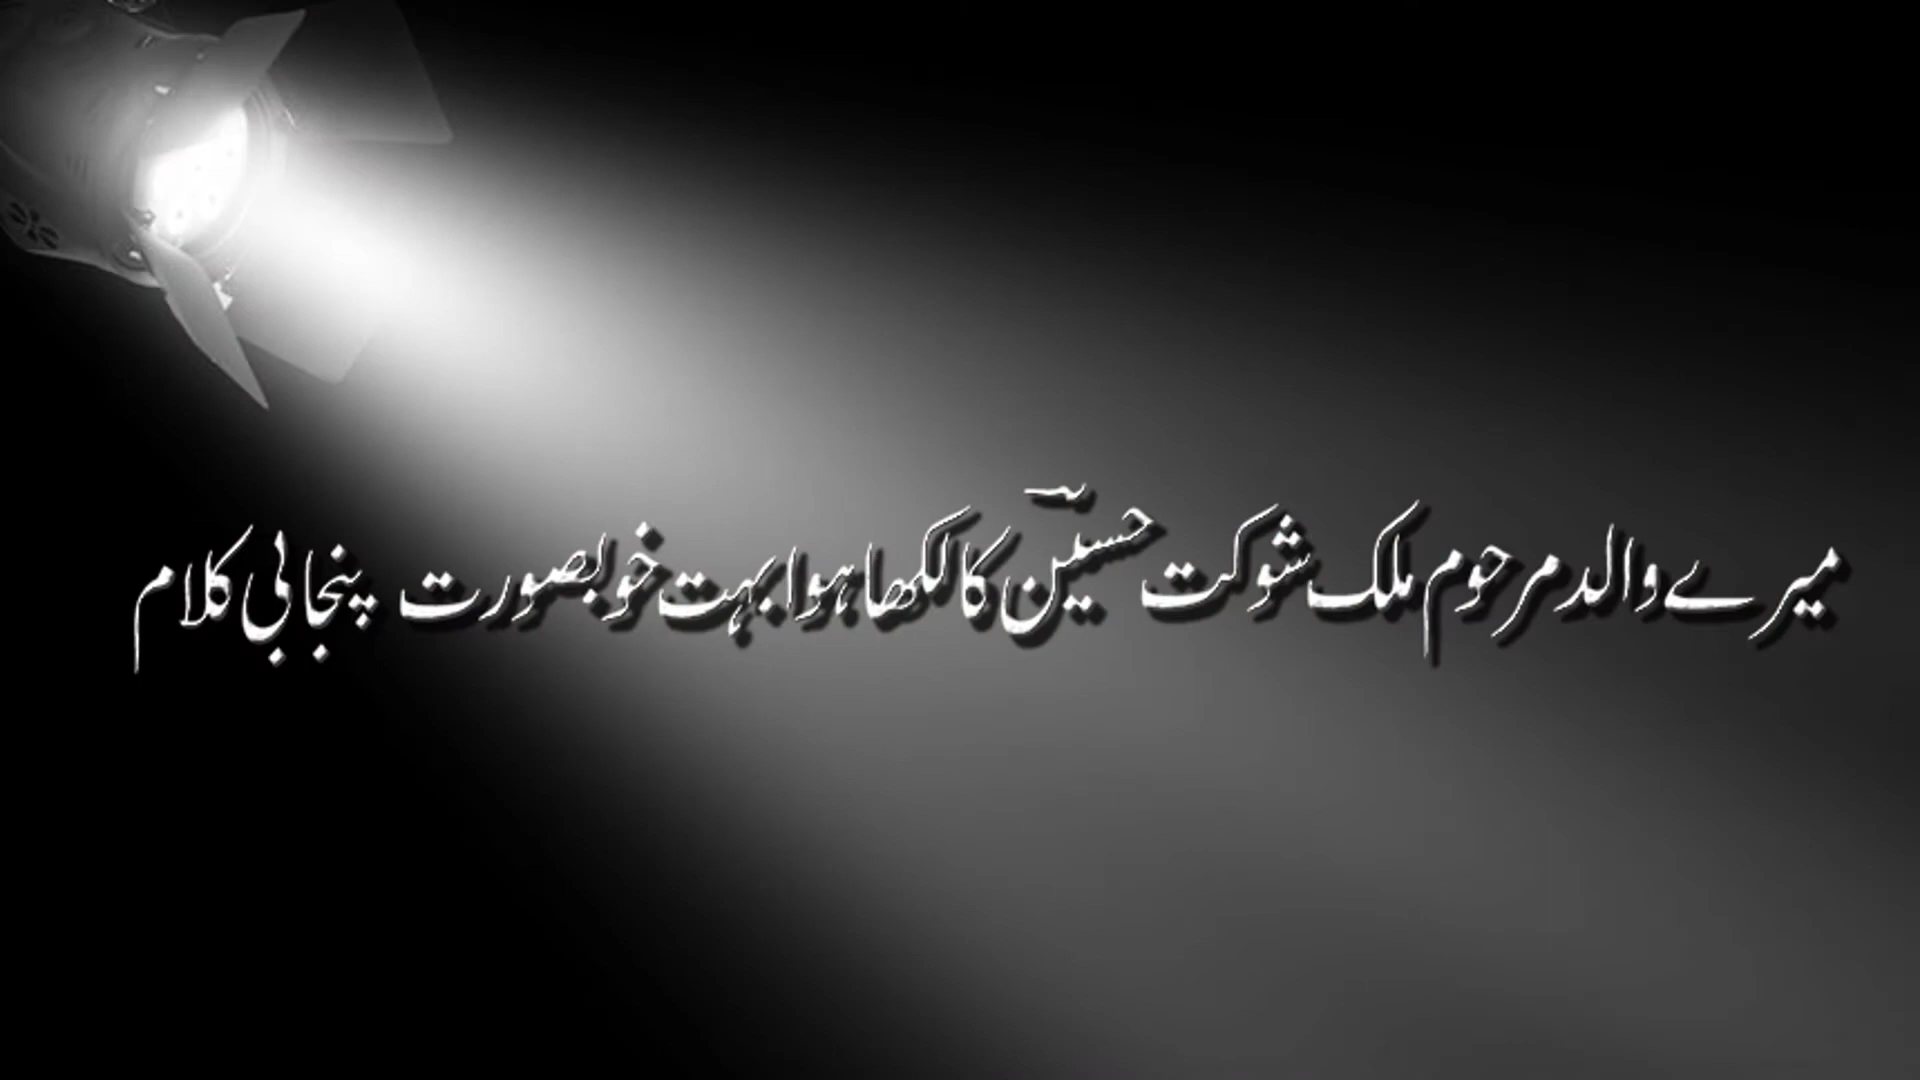 میرے والد مرحوم ملک شوکت حسینؔ کا لکھا ہوا بہت خوبصورت پنجابی کلام